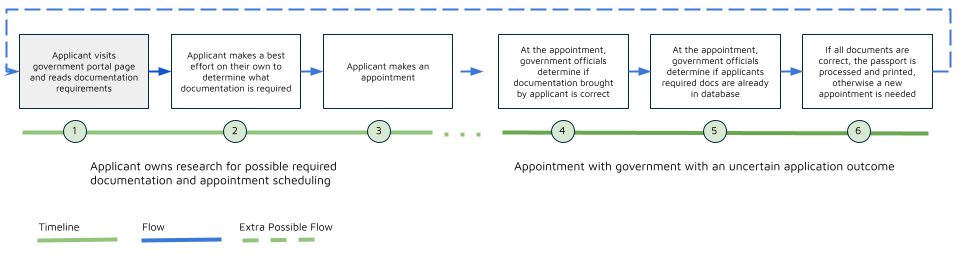 Applicant visits
government portal page
and reads documentation
requirements
Applicant makes a best
effort on their own to
determine what
documentation is required
Applicant makes an
appointment
At the appointment,
government officials
determine if
documentation brought
by applicant is correct
At the appointment,
government officials
determine if applicants
required docs are already
in database
If all documents are
correct, the passport is
processed and printed,
otherwise a new
appointment is needed
1
2
3
4
5
6
Applicant owns research for possible required
documentation and appointment scheduling
Appointment with government with an uncertain application outcome
Timeline
Flow
Extra Possible Flow